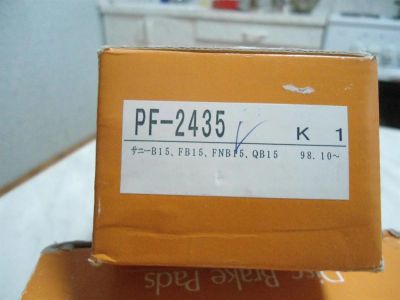 PF-2435 K 1
サニーB15、FB15、FNB15、QB15 98.10~
Disc Brake Pads